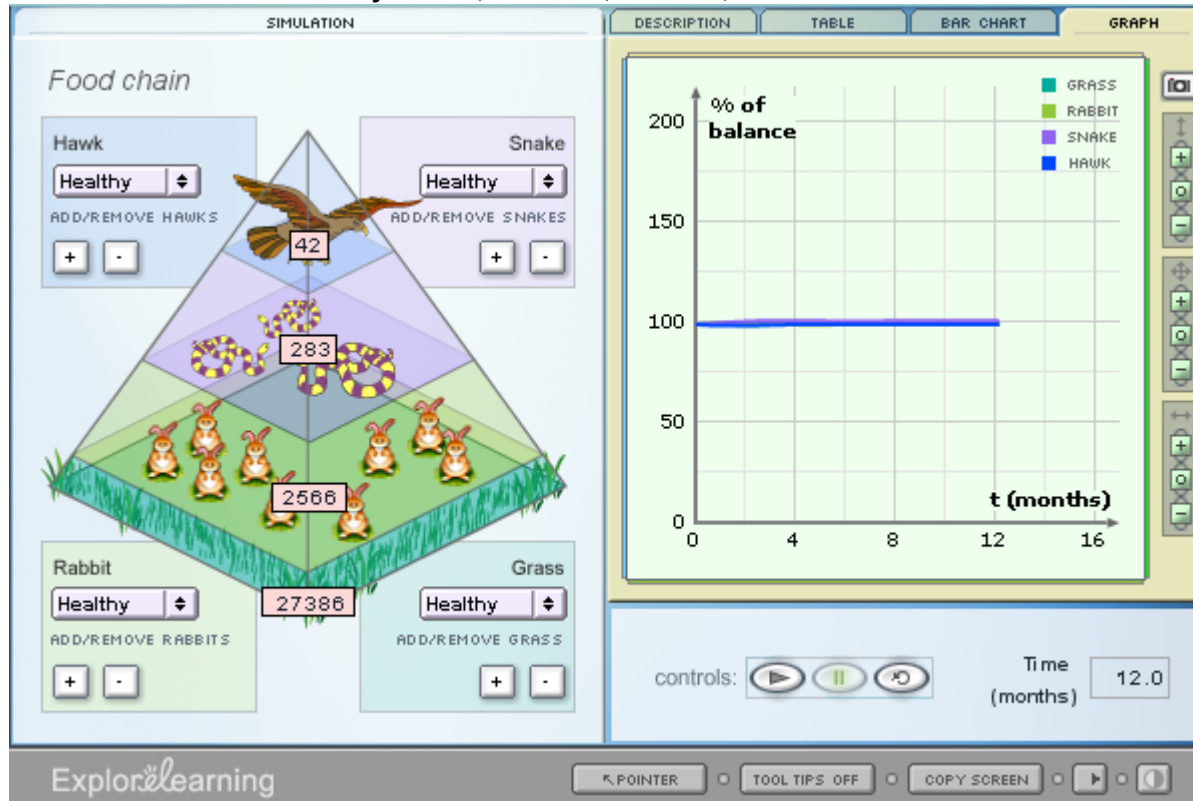 SIMULATION
DESCRIPTION
TABLE
BAR CHART
GRAPH
Food chain
Hawk
Healthy
ADD/REMOVE HAWKS
+ -
Snake
Healthy
ADD/REMOVE SNAKES
+ -
42
283
2566
27386
Rabbit
Healthy
ADD/REMOVE RABBITS
+ -
Grass
Healthy
ADD/REMOVE GRASS
+ -
% of
balance
GRASS
RABBIT
SNAKE
HAWK
200
150
100
50
0
t (months)
0 4 8 12 16
controls:
Time
(months)
12.0
ExploreLearning
POINTER
TOOL TIPS OFF
COPY SCREEN